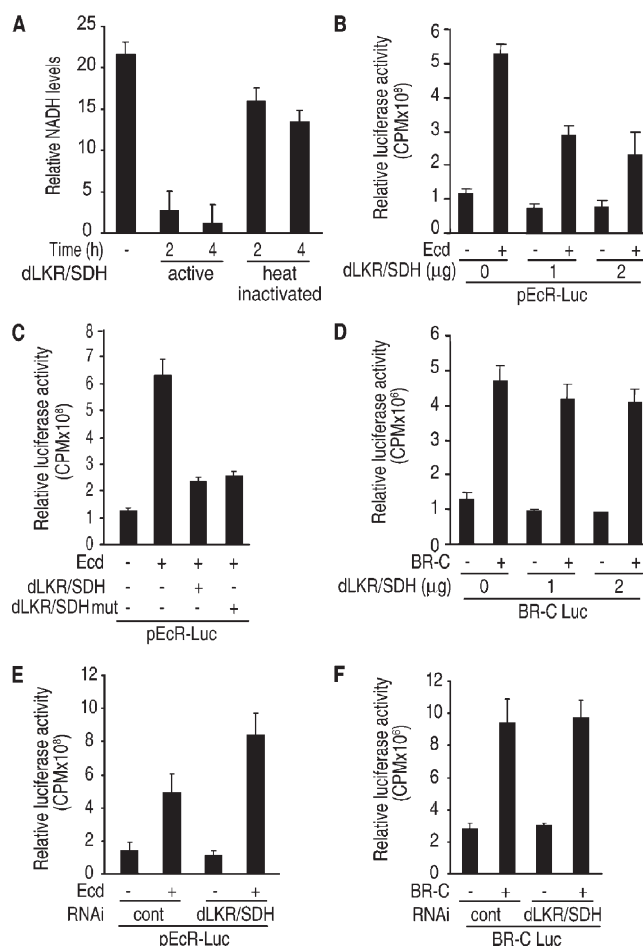 A
Relative NADH levels
25
20
15
10
5
0
Time (h) - 2 4 2 4
dLKR/SDH active heat
inactivated
B
Relative luciferase activity
(CPMx10⁸)
6
5
4
3
2
1
0
Ecd - + - + - +
dLKR/SDH (µg) 0 1 2
pEcR-Luc
C
Relative luciferase activity
(CPMx10⁸)
8
7
6
5
4
3
2
1
0
Ecd - + + +
dLKR/SDH - - + -
dLKR/SDH mut - - - +
pEcR-Luc
D
Relative luciferase activity
(CPMx10⁶)
6
5
4
3
2
1
0
BR-C - + - + - +
dLKR/SDH (µg) 0 1 2
BR-C Luc
E
Relative luciferase activity
(CPMx10⁸)
12
10
8
6
4
2
0
Ecd - + - +
RNAi cont dLKR/SDH
pEcR-Luc
F
Relative luciferase activity
(CPMx10⁶)
12
10
8
6
4
2
0
BR-C - + - +
RNAi cont dLKR/SDH
BR-C Luc